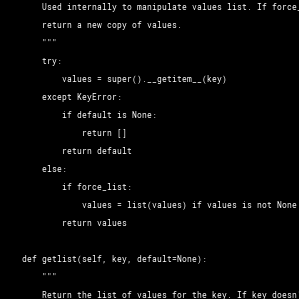 Used internally to manipulate values list. If force_
return a new copy of values.
"""
try:
values = super().__getitem__(key)
except KeyError:
if default is None:
return []
return default
else:
if force_list:
values = list(values) if values is not None
return values
def getlist(self, key, default=None):
"""
Return the list of values for the key. If key doesn